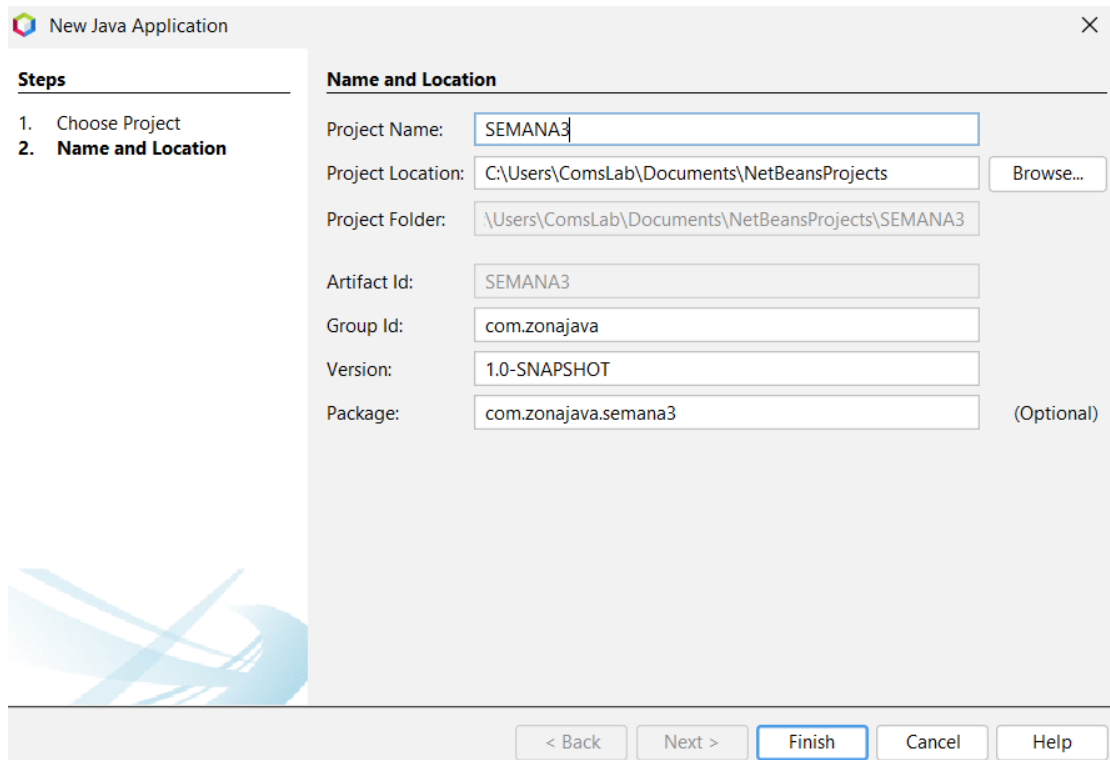 New Java Application
Steps
1. Choose Project
2. Name and Location
Name and Location
Project Name: SEMANA3
Project Location: C:\Users\ComsLab\Documents\NetBeansProjects Browse...
Project Folder: \Users\ComsLab\Documents\NetBeansProjects\SEMANA3
Artifact Id: SEMANA3
Group Id: com.zonajava
Version: 1.0-SNAPSHOT
Package: com.zonajava.semana3 (Optional)
< Back Next > Finish Cancel Help